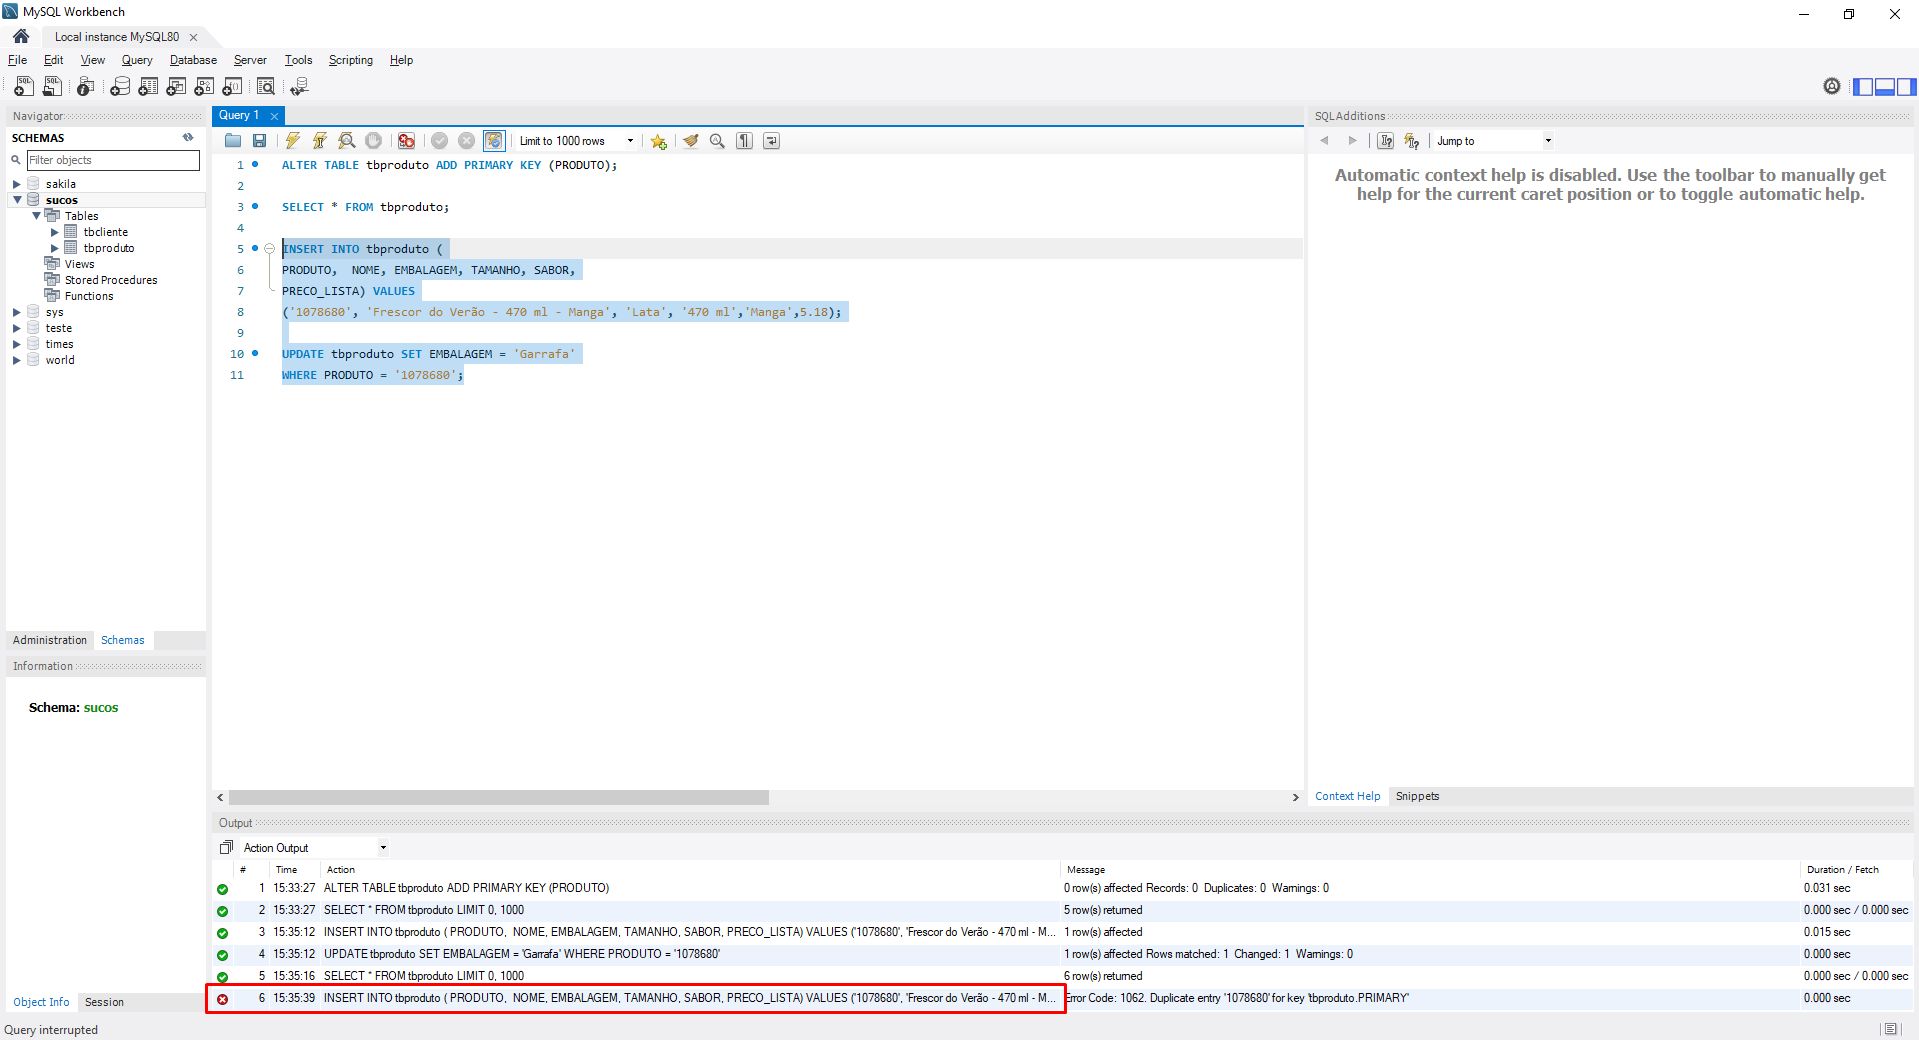 MySQL Workbench
Local instance MySQL80
File Edit View Query Database Server Tools Scripting Help
Navigator
SCHEMAS
Filter objects
sakila
sucos
Tables
tbcliente
tbproduto
Views
Stored Procedures
Functions
sys
teste
times
world
Administration Schemas
Information
Schema: sucos
Object Info Session
Query 1
Limit to 1000 rows
1 ALTER TABLE tbproduto ADD PRIMARY KEY (PRODUTO);
2
3 SELECT * FROM tbproduto;
4
5 INSERT INTO tbproduto (
6 PRODUTO,  NOME, EMBALAGEM, TAMANHO, SABOR,
7 PRECO_LISTA) VALUES
8 ('1078680', 'Frescor do Verão - 470 ml - Manga', 'Lata', '470 ml','Manga',5.18);
9
10 UPDATE tbproduto SET EMBALAGEM = 'Garrafa'
11 WHERE PRODUTO = '1078680';
SQLAdditions
Jump to
Automatic context help is disabled. Use the toolbar to manually get
help for the current caret position or to toggle automatic help.
Context Help Snippets
Output
Action Output
# Time Action Message Duration / Fetch
1 15:33:27 ALTER TABLE tbproduto ADD PRIMARY KEY (PRODUTO) 0 row(s) affected Records: 0  Duplicates: 0  Warnings: 0 0.031 sec
2 15:33:27 SELECT * FROM tbproduto LIMIT 0, 1000 5 row(s) returned 0.000 sec / 0.000 sec
3 15:35:12 INSERT INTO tbproduto ( PRODUTO,  NOME, EMBALAGEM, TAMANHO, SABOR, PRECO_LISTA) VALUES ('1078680', 'Frescor do Verão - 470 ml - M... 1 row(s) affected 0.015 sec
4 15:35:12 UPDATE tbproduto SET EMBALAGEM = 'Garrafa' WHERE PRODUTO = '1078680' 1 row(s) affected Rows matched: 1  Changed: 1  Warnings: 0 0.000 sec
5 15:35:16 SELECT * FROM tbproduto LIMIT 0, 1000 6 row(s) returned 0.000 sec / 0.000 sec
6 15:35:39 INSERT INTO tbproduto ( PRODUTO,  NOME, EMBALAGEM, TAMANHO, SABOR, PRECO_LISTA) VALUES ('1078680', 'Frescor do Verão - 470 ml - M... Error Code: 1062. Duplicate entry '1078680' for key 'tbproduto.PRIMARY' 0.000 sec
Query interrupted